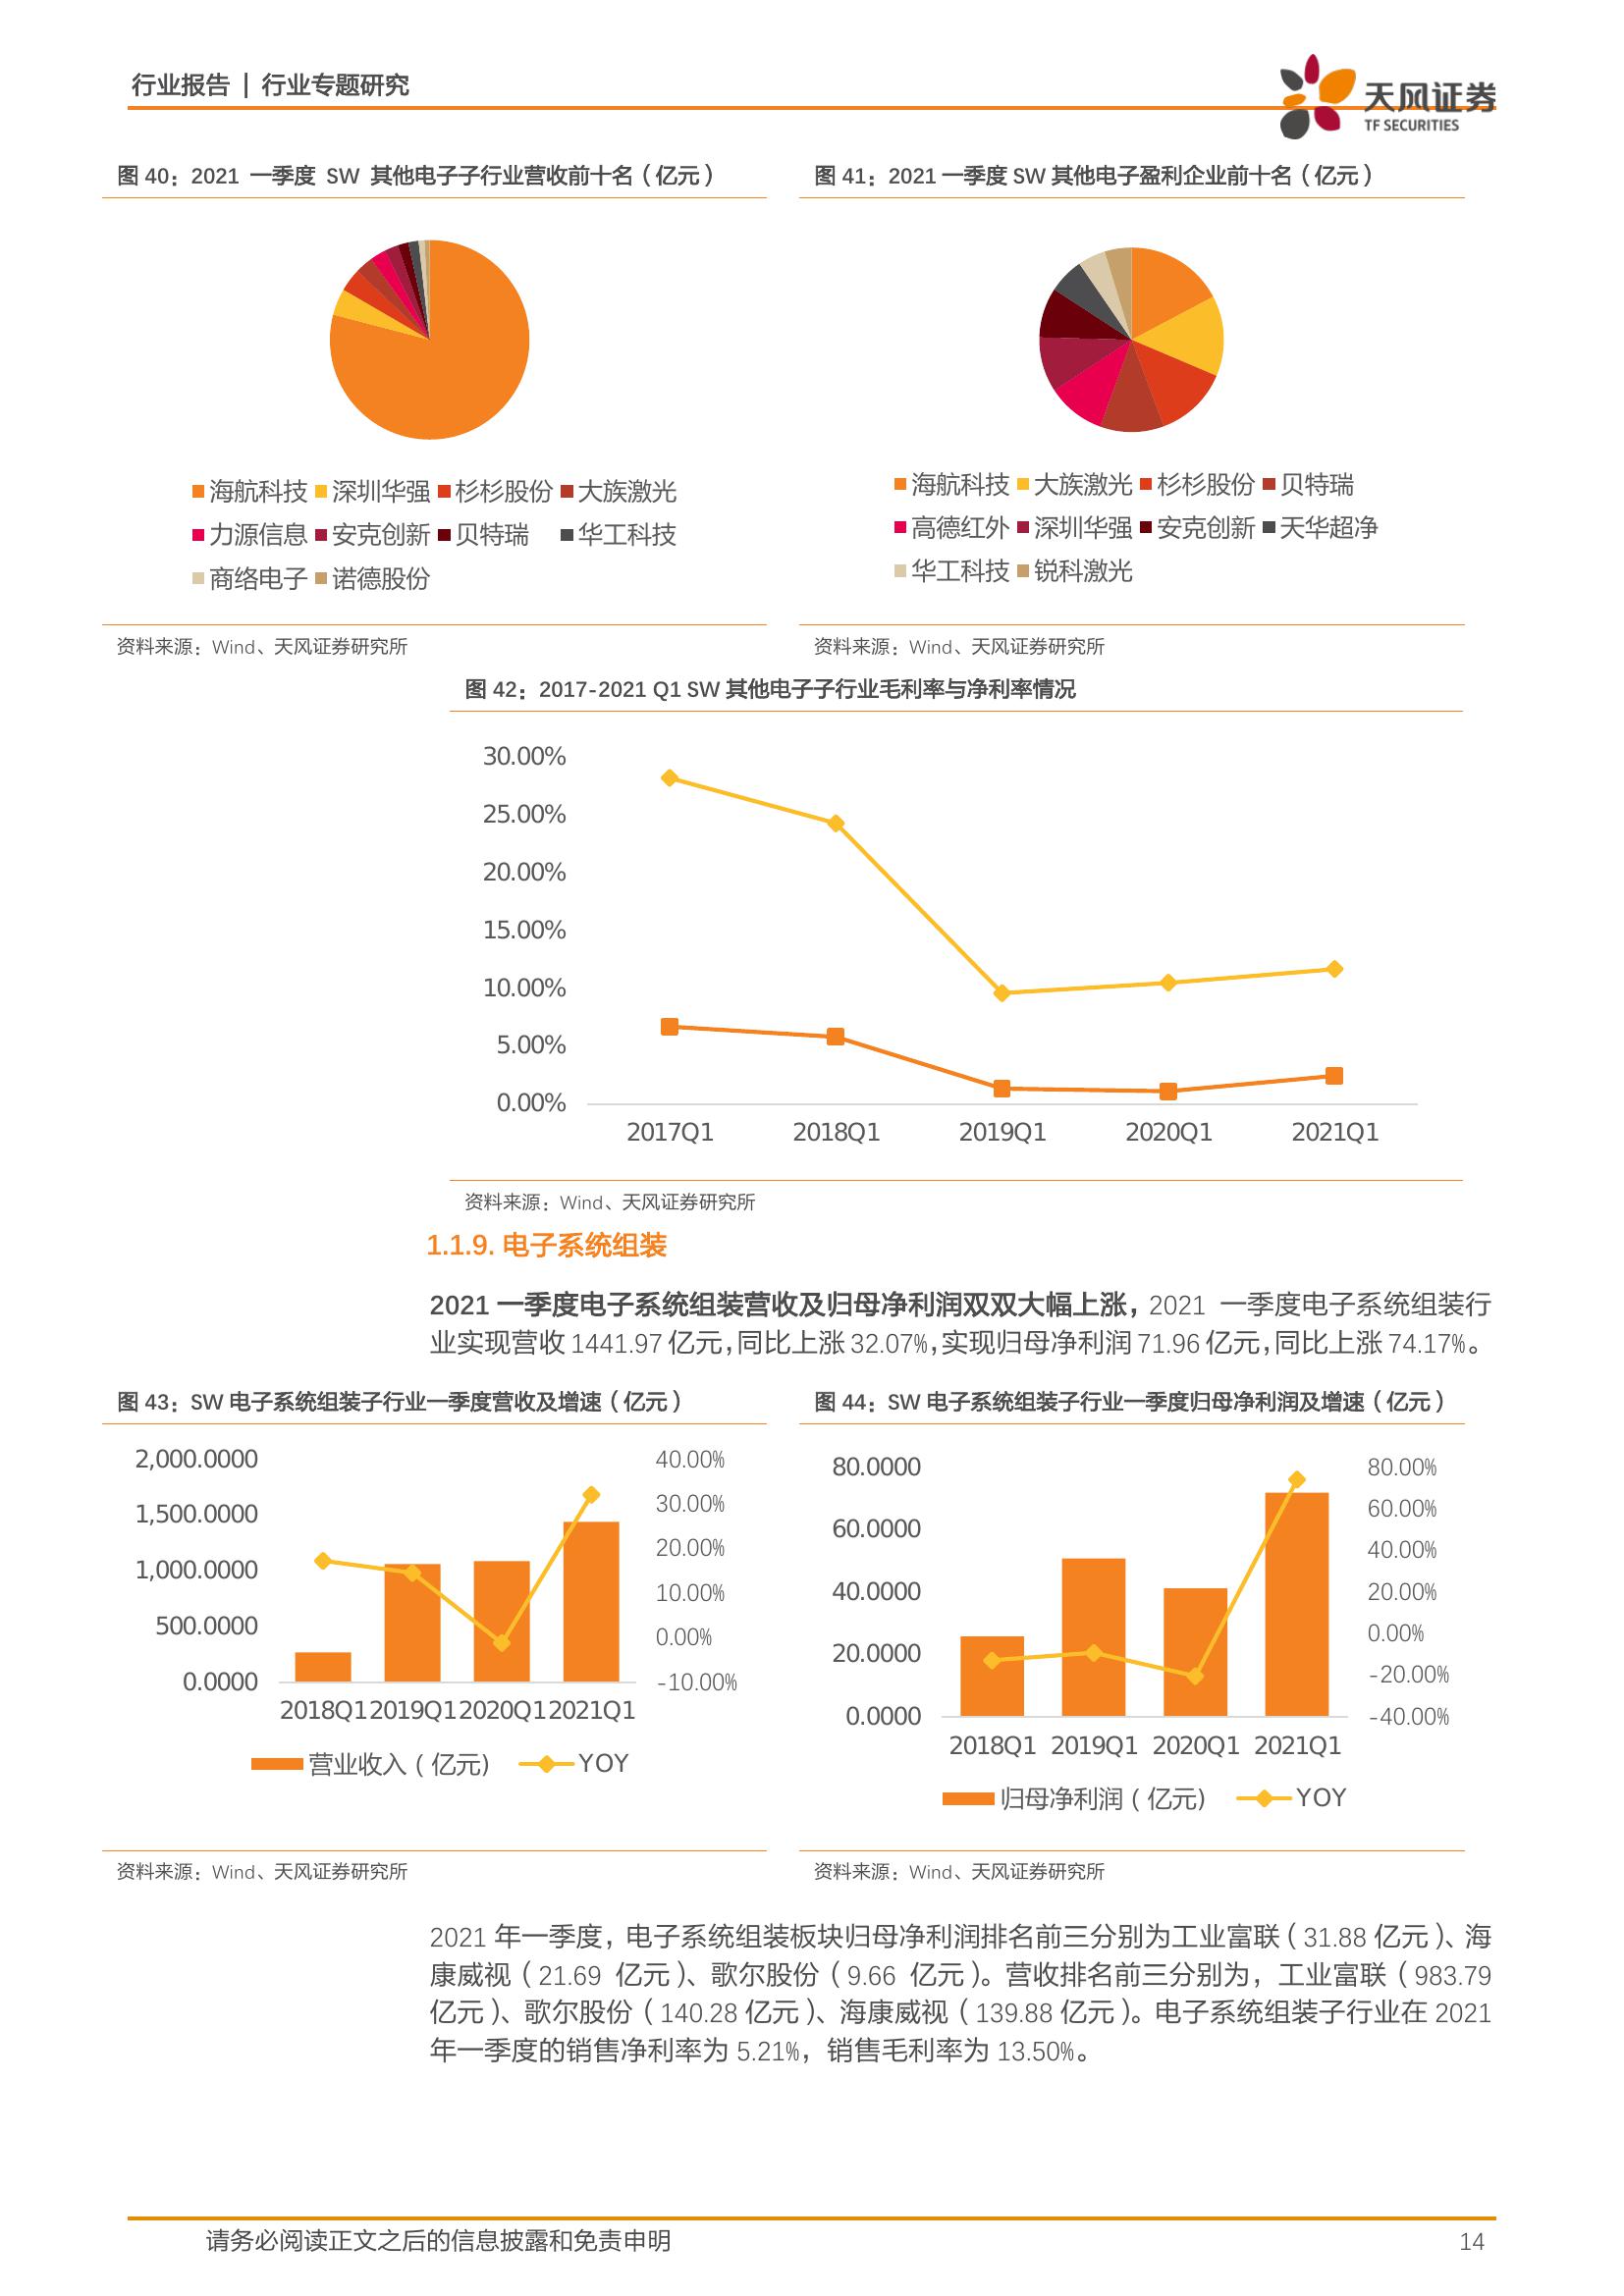 行业报告 | 行业专题研究
天风证券
TF SECURITIES
图 40：2021 一季度 SW 其他电子子行业营收前十名（亿元）
海航科技 深圳华强 杉杉股份 大族激光
力源信息 安克创新 贝特瑞 华工科技
商络电子 诺德股份
资料来源：Wind、天风证券研究所
图 41：2021 一季度 SW 其他电子盈利企业前十名（亿元）
海航科技 大族激光 杉杉股份 贝特瑞
高德红外 深圳华强 安克创新 天华超净
华工科技 锐科激光
资料来源：Wind、天风证券研究所
图 42：2017-2021 Q1 SW 其他电子子行业毛利率与净利率情况
30.00%
25.00%
20.00%
15.00%
10.00%
5.00%
0.00%
2017Q1 2018Q1 2019Q1 2020Q1 2021Q1
资料来源：Wind、天风证券研究所
1.1.9. 电子系统组装
2021 一季度电子系统组装营收及归母净利润双双大幅上涨，2021 一季度电子系统组装行
业实现营收 1441.97 亿元，同比上涨 32.07%，实现归母净利润 71.96 亿元，同比上涨 74.17%。
图 43：SW 电子系统组装子行业一季度营收及增速（亿元）
2,000.0000
1,500.0000
1,000.0000
500.0000
0.0000
40.00%
30.00%
20.00%
10.00%
0.00%
-10.00%
2018Q1 2019Q1 2020Q1 2021Q1
营业收入（亿元） YOY
资料来源：Wind、天风证券研究所
图 44：SW 电子系统组装子行业一季度归母净利润及增速（亿元）
80.0000
60.0000
40.0000
20.0000
0.0000
80.00%
60.00%
40.00%
20.00%
0.00%
-20.00%
-40.00%
2018Q1 2019Q1 2020Q1 2021Q1
归母净利润（亿元） YOY
资料来源：Wind、天风证券研究所
2021 年一季度，电子系统组装板块归母净利润排名前三分别为工业富联（31.88 亿元）、海
康威视（21.69 亿元）、歌尔股份（9.66 亿元）。营收排名前三分别为，工业富联（983.79
亿元）、歌尔股份（140.28 亿元）、海康威视（139.88 亿元）。电子系统组装子行业在 2021
年一季度的销售净利率为 5.21%，销售毛利率为 13.50%。
请务必阅读正文之后的信息披露和免责申明
14